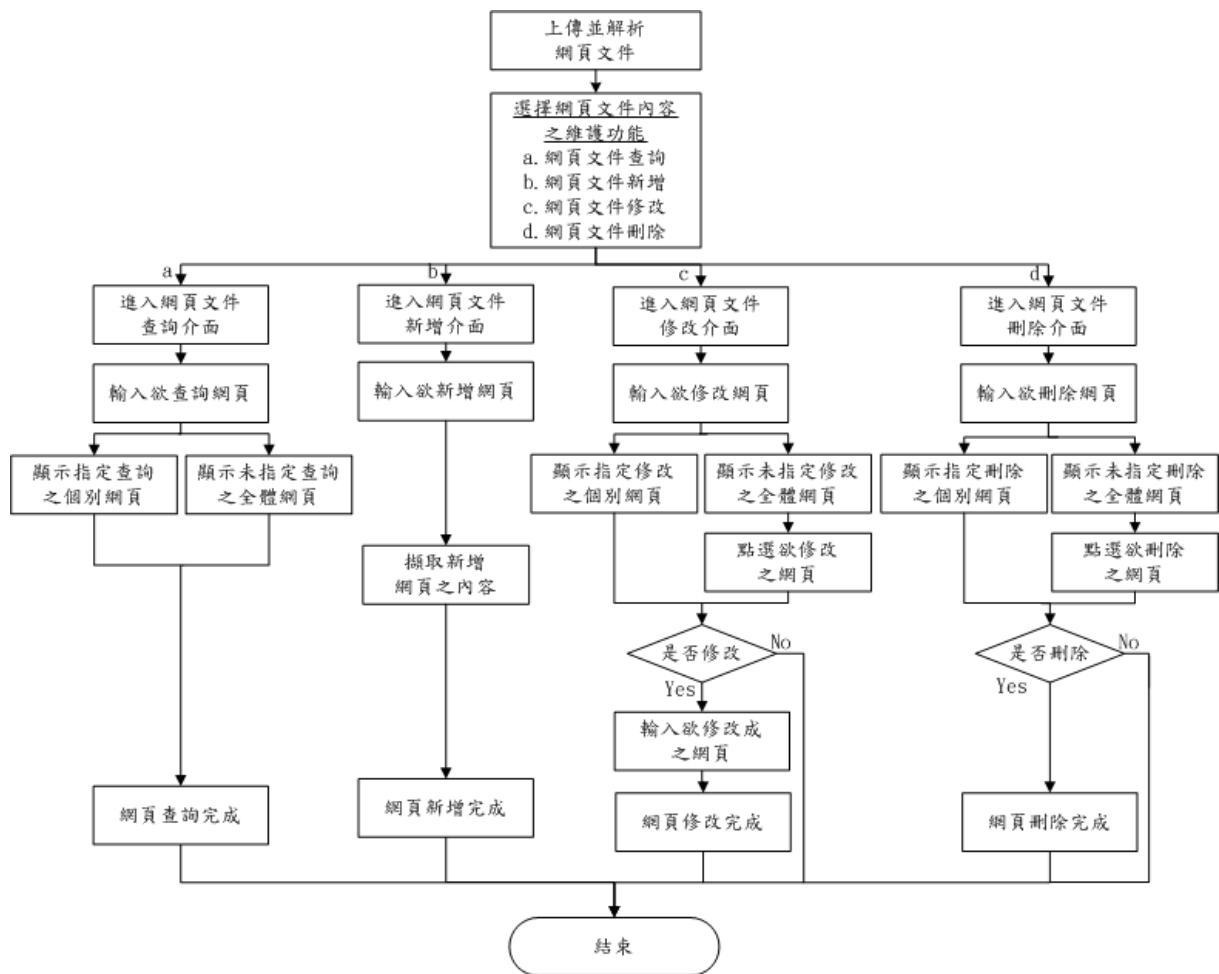 上傳並解析
網頁文件
選擇網頁文件內容
之維護功能
a.網頁文件查詢
b.網頁文件新增
c.網頁文件修改
d.網頁文件刪除
a
b
c
d
進入網頁文件
查詢介面
進入網頁文件
新增介面
進入網頁文件
修改介面
進入網頁文件
刪除介面
輸入欲查詢網頁
輸入欲新增網頁
輸入欲修改網頁
輸入欲刪除網頁
顯示指定查詢
之個別網頁
顯示未指定查詢
之全體網頁
顯示指定修改
之個別網頁
顯示未指定修改
之全體網頁
顯示指定刪除
之個別網頁
顯示未指定刪除
之全體網頁
擷取新增
網頁之內容
點選欲修改
之網頁
點選欲刪除
之網頁
是否修改
No
Yes
是否刪除
No
Yes
輸入欲修改成
之網頁
網頁查詢完成
網頁新增完成
網頁修改完成
網頁刪除完成
結束